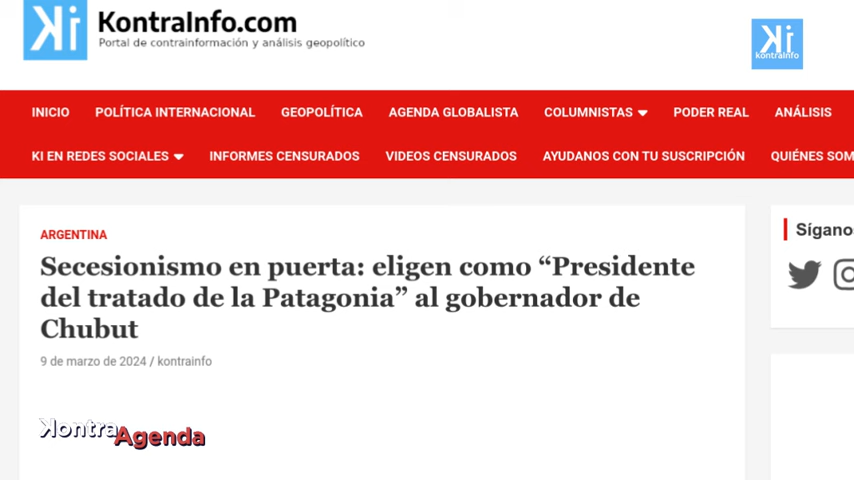 KontraInfo.com
Portal de contrainformación y análisis geopolítico
Ki
kontrainfo
INICIO POLÍTICA INTERNACIONAL GEOPOLÍTICA AGENDA GLOBALISTA COLUMNISTAS PODER REAL ANÁLISIS
KI EN REDES SOCIALES INFORMES CENSURADOS VIDEOS CENSURADOS AYUDANOS CON TU SUSCRIPCIÓN QUIÉNES SOM
ARGENTINA
Sígano
Secesionismo en puerta: eligen como “Presidente
del tratado de la Patagonia” al gobernador de
Chubut
9 de marzo de 2024 / kontrainfo
KontraAgenda